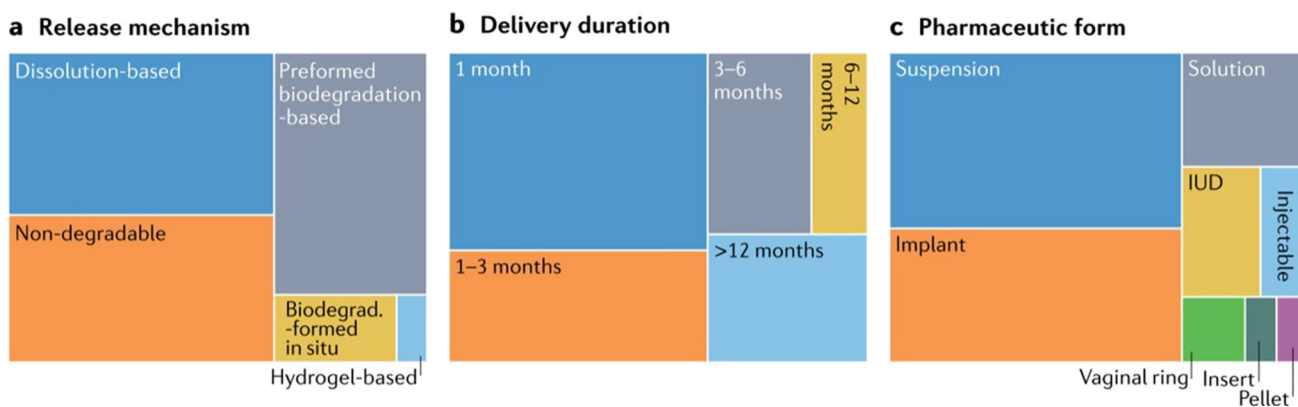 a Release mechanism
Dissolution-based
Preformed
biodegradation
-based
Non-degradable
Biodegrad.
-formed
in situ
Hydrogel-based
b Delivery duration
1 month
3–6
months
6–12
months
1–3 months
>12 months
c Pharmaceutic form
Suspension
Solution
IUD
Injectable
Implant
Vaginal ring
Insert
Pellet